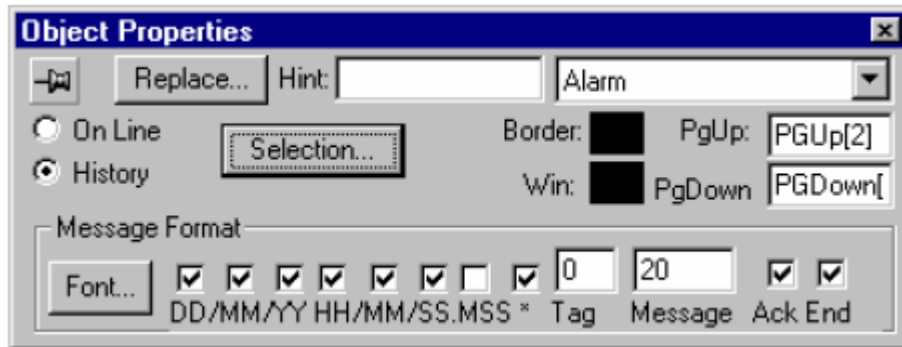 Object Properties
Replace... Hint: Alarm
On Line Selection... Border: PgUp: PGUp[2]
History Win: PgDown PGDown[
Message Format
Font... 0 20
DD/MM/YY HH/MM/SS.MSS * Tag Message Ack End